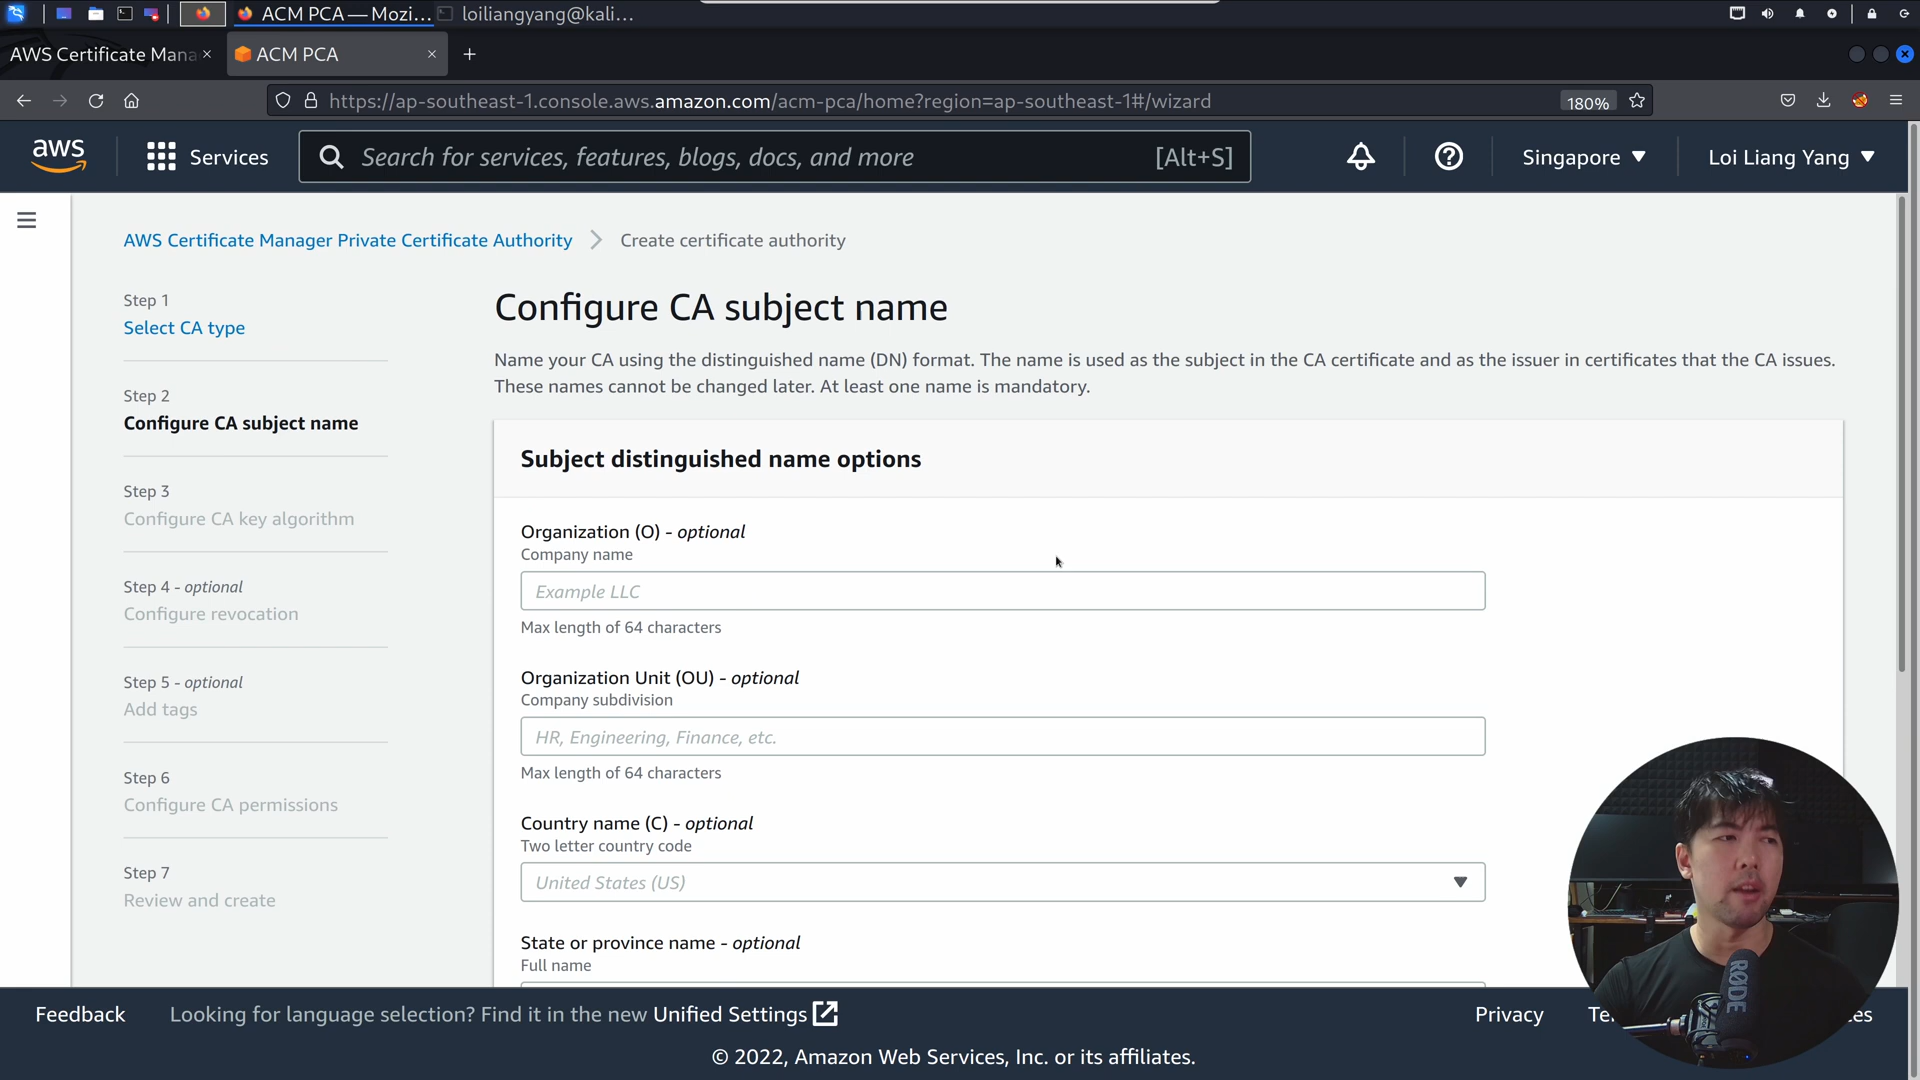 ACM PCA — Mozi...
loiliangyang@kali...
AWS Certificate Mana
ACM PCA
https://ap-southeast-1.console.aws.amazon.com/acm-pca/home?region=ap-southeast-1#/wizard
180%
aws
Services
Search for services, features, blogs, docs, and more
[Alt+S]
Singapore
Loi Liang Yang
AWS Certificate Manager Private Certificate Authority
Create certificate authority
Step 1
Select CA type
Step 2
Configure CA subject name
Step 3
Configure CA key algorithm
Step 4 - optional
Configure revocation
Step 5 - optional
Add tags
Step 6
Configure CA permissions
Step 7
Review and create
Configure CA subject name
Name your CA using the distinguished name (DN) format. The name is used as the subject in the CA certificate and as the issuer in certificates that the CA issues.
These names cannot be changed later. At least one name is mandatory.
Subject distinguished name options
Organization (O) - optional
Company name
Example LLC
Max length of 64 characters
Organization Unit (OU) - optional
Company subdivision
HR, Engineering, Finance, etc.
Max length of 64 characters
Country name (C) - optional
Two letter country code
United States (US)
State or province name - optional
Full name
RØDE
Feedback
Looking for language selection? Find it in the new Unified Settings
Privacy
© 2022, Amazon Web Services, Inc. or its affiliates.